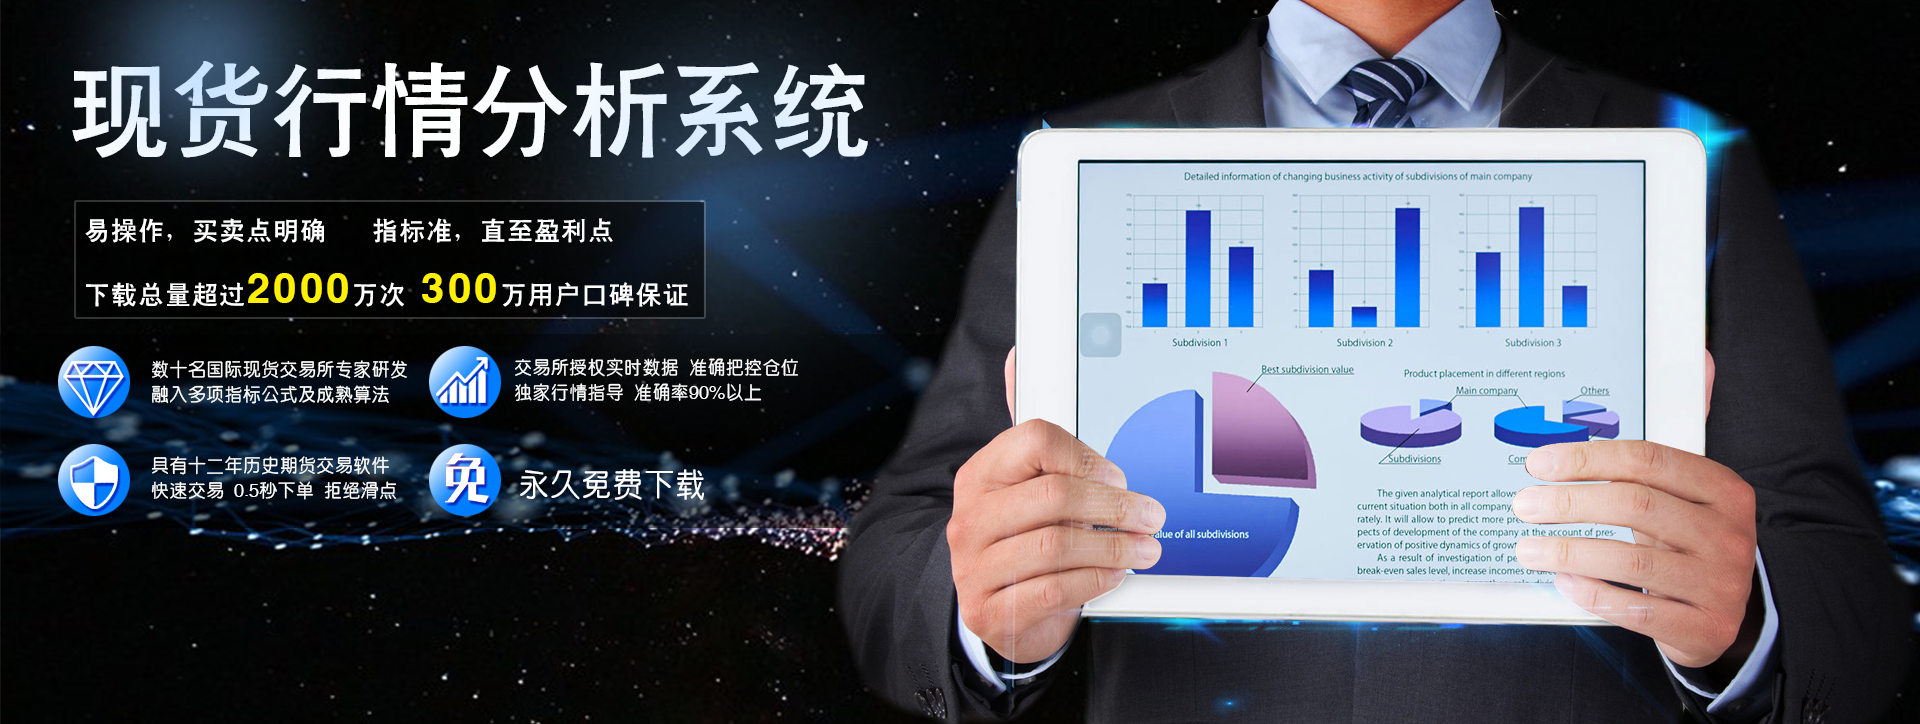 现货行情分析系统
易操作，买卖点明确 指标准，直至盈利点
下载总量超过2000万次 300万用户口碑保证
数十名国际现货交易所专家研发
融入多项指标公式及成熟算法
交易所授权实时数据 准确把控仓位
独家行情指导 准确率90%以上
具有十二年历史期货交易软件
快速交易 0.5秒下单 拒绝滑点
免
永久免费下载
Detailed information of changing business activity of subdivisions of main company
Subdivision 1
Subdivision 2
Subdivision 3
Best subdivision value
Product placement in different regions
Main company
Others
Subdivisions
Com
alue of all subdivisions
The given analytical report allows
current situation both in all company,
rately. It will allow to predict more pre
pects of development of the company at the account of pres-
ervation of positive dynamics of growt
As a result of investigation of pe
break-even sales level, increase incomes of